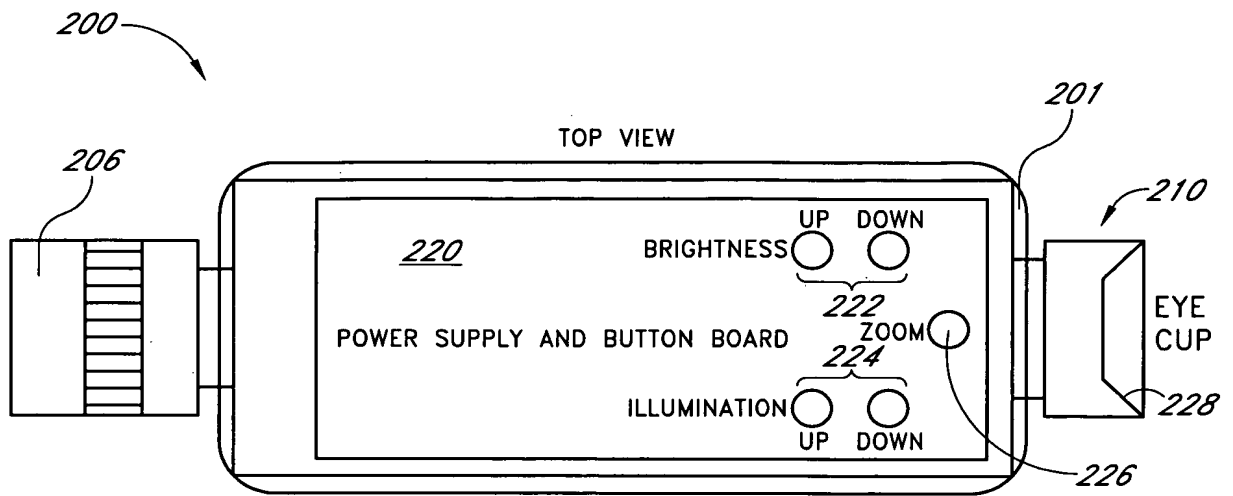 200
TOP VIEW
201
206
210
220
UP DOWN
BRIGHTNESS
222
EYE
CUP
POWER SUPPLY AND BUTTON BOARD
ZOOM
224
ILLUMINATION
UP DOWN
228
226